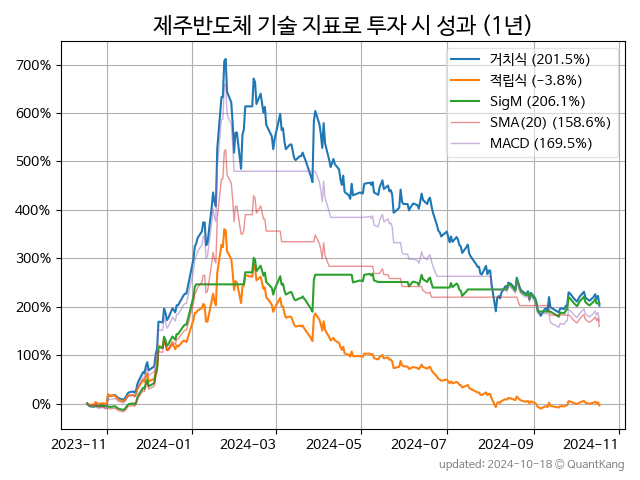 제주반도체 기술 지표로 투자 시 성과 (1년)
거치식 (201.5%)
적립식 (−3.8%)
SigM (206.1%)
SMA(20) (158.6%)
MACD (169.5%)
700%
600%
500%
400%
300%
200%
100%
0%
2023-11
2024-01
2024-03
2024-05
2024-07
2024-09
2024-11
updated: 2024-10-18 ⓒ QuantKang